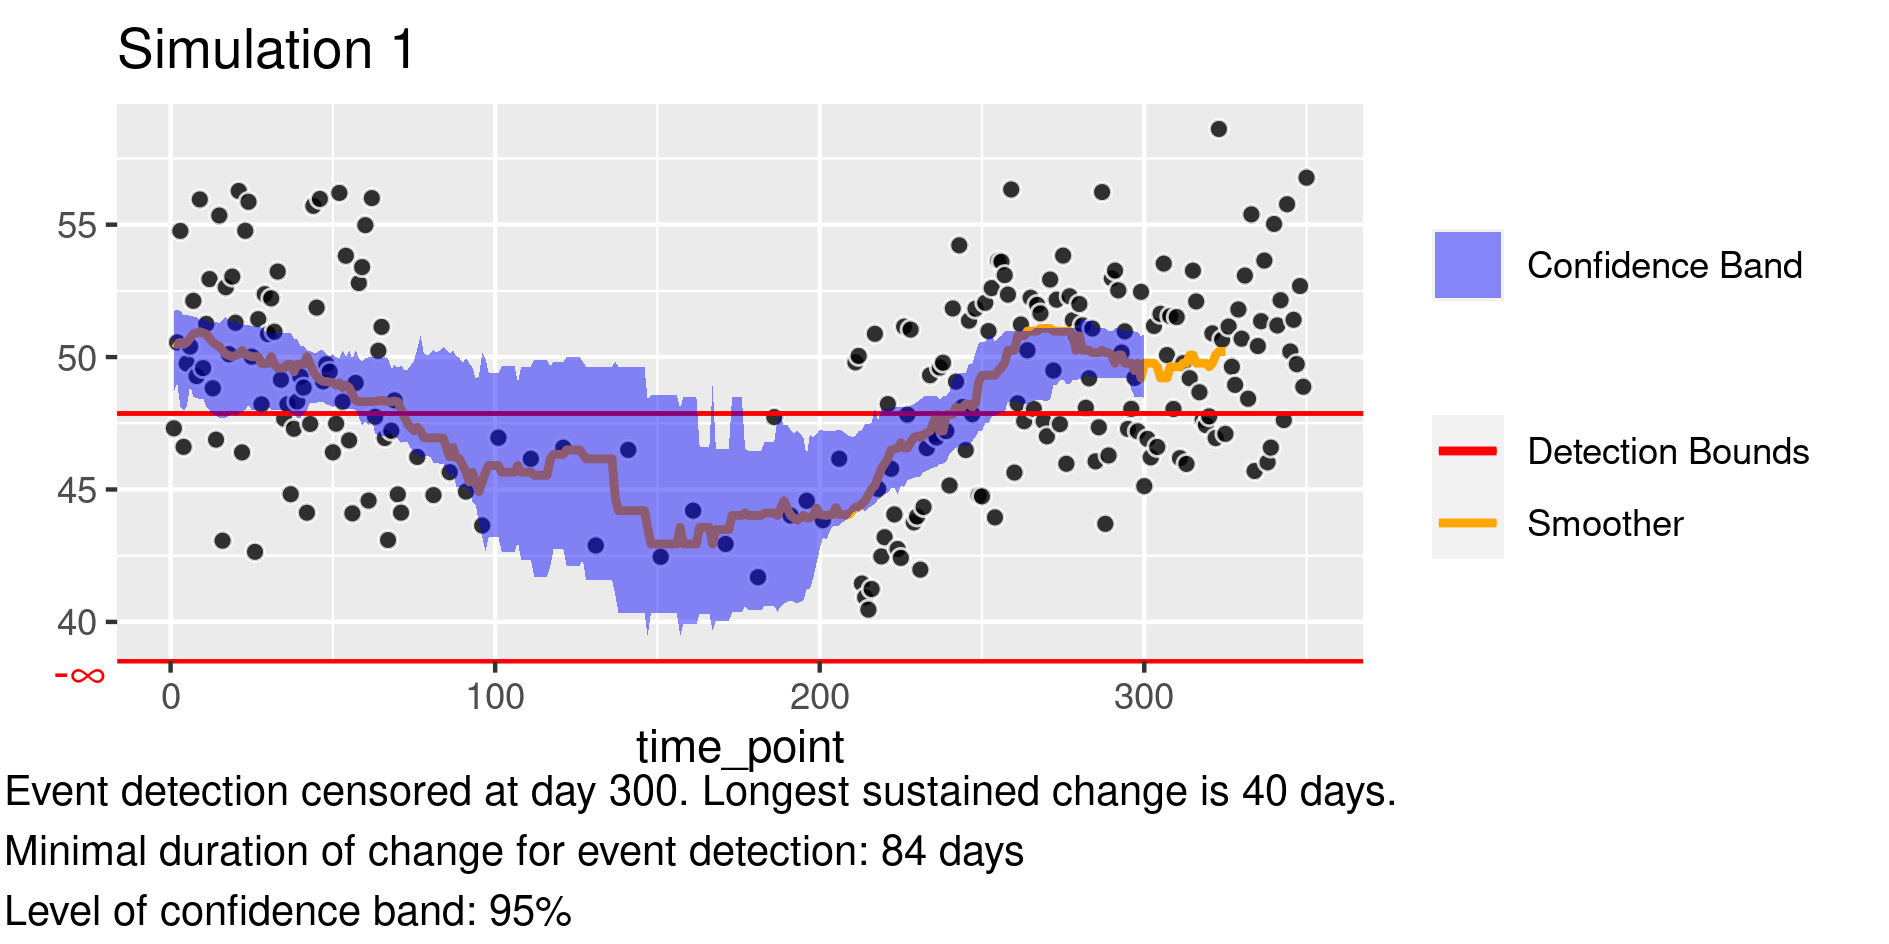 Simulation 1
55
50
45
40
-∞
0 100 200 300
time_point
Confidence Band
Detection Bounds
Smoother
Event detection censored at day 300. Longest sustained change is 40 days.
Minimal duration of change for event detection: 84 days
Level of confidence band: 95%